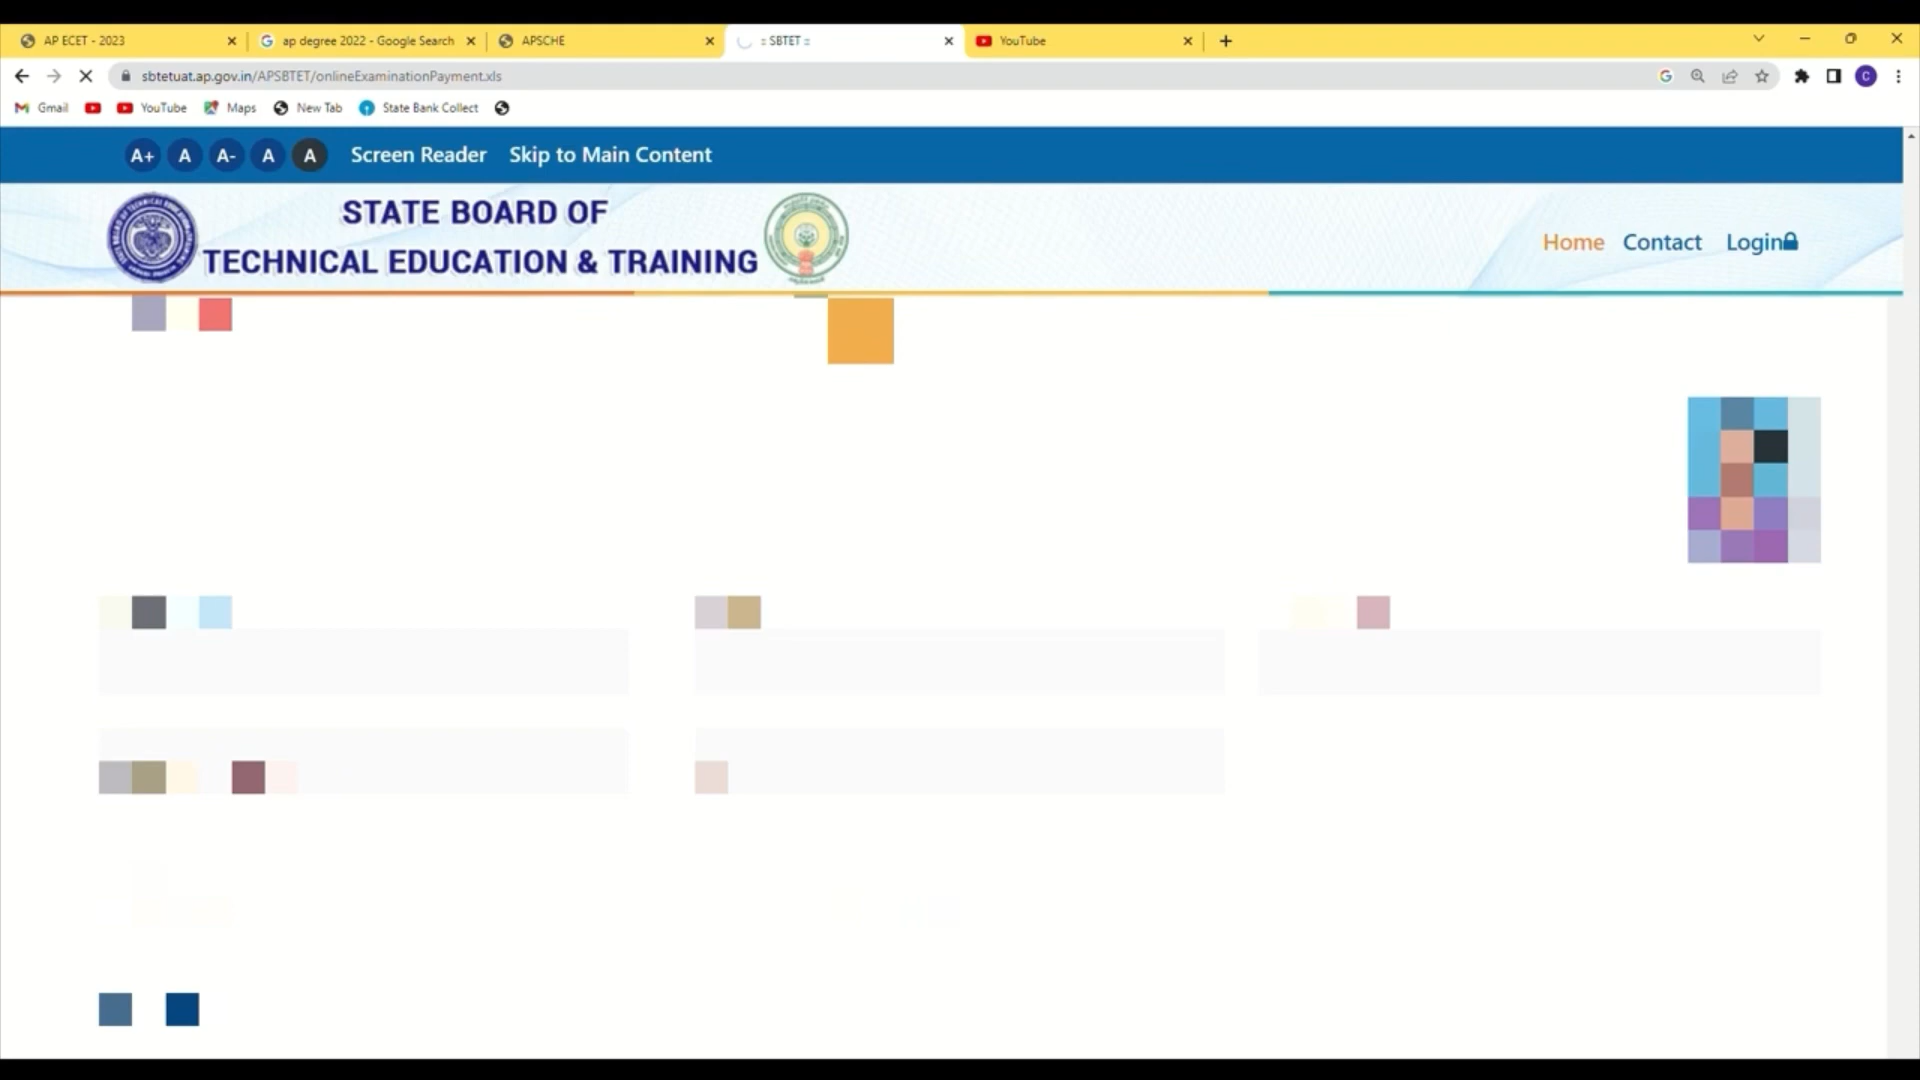 AP ECET - 2023
ap degree 2022 - Google Search
APSCHE
:: SBTET ::
YouTube
sbtetuat.ap.gov.in/APSBTET/onlineExaminationPayment.xls
C
Gmail
YouTube
Maps
New Tab
State Bank Collect
A+ A A- A A Screen Reader Skip to Main Content
STATE BOARD OF
TECHNICAL EDUCATION & TRAINING
Home Contact Login